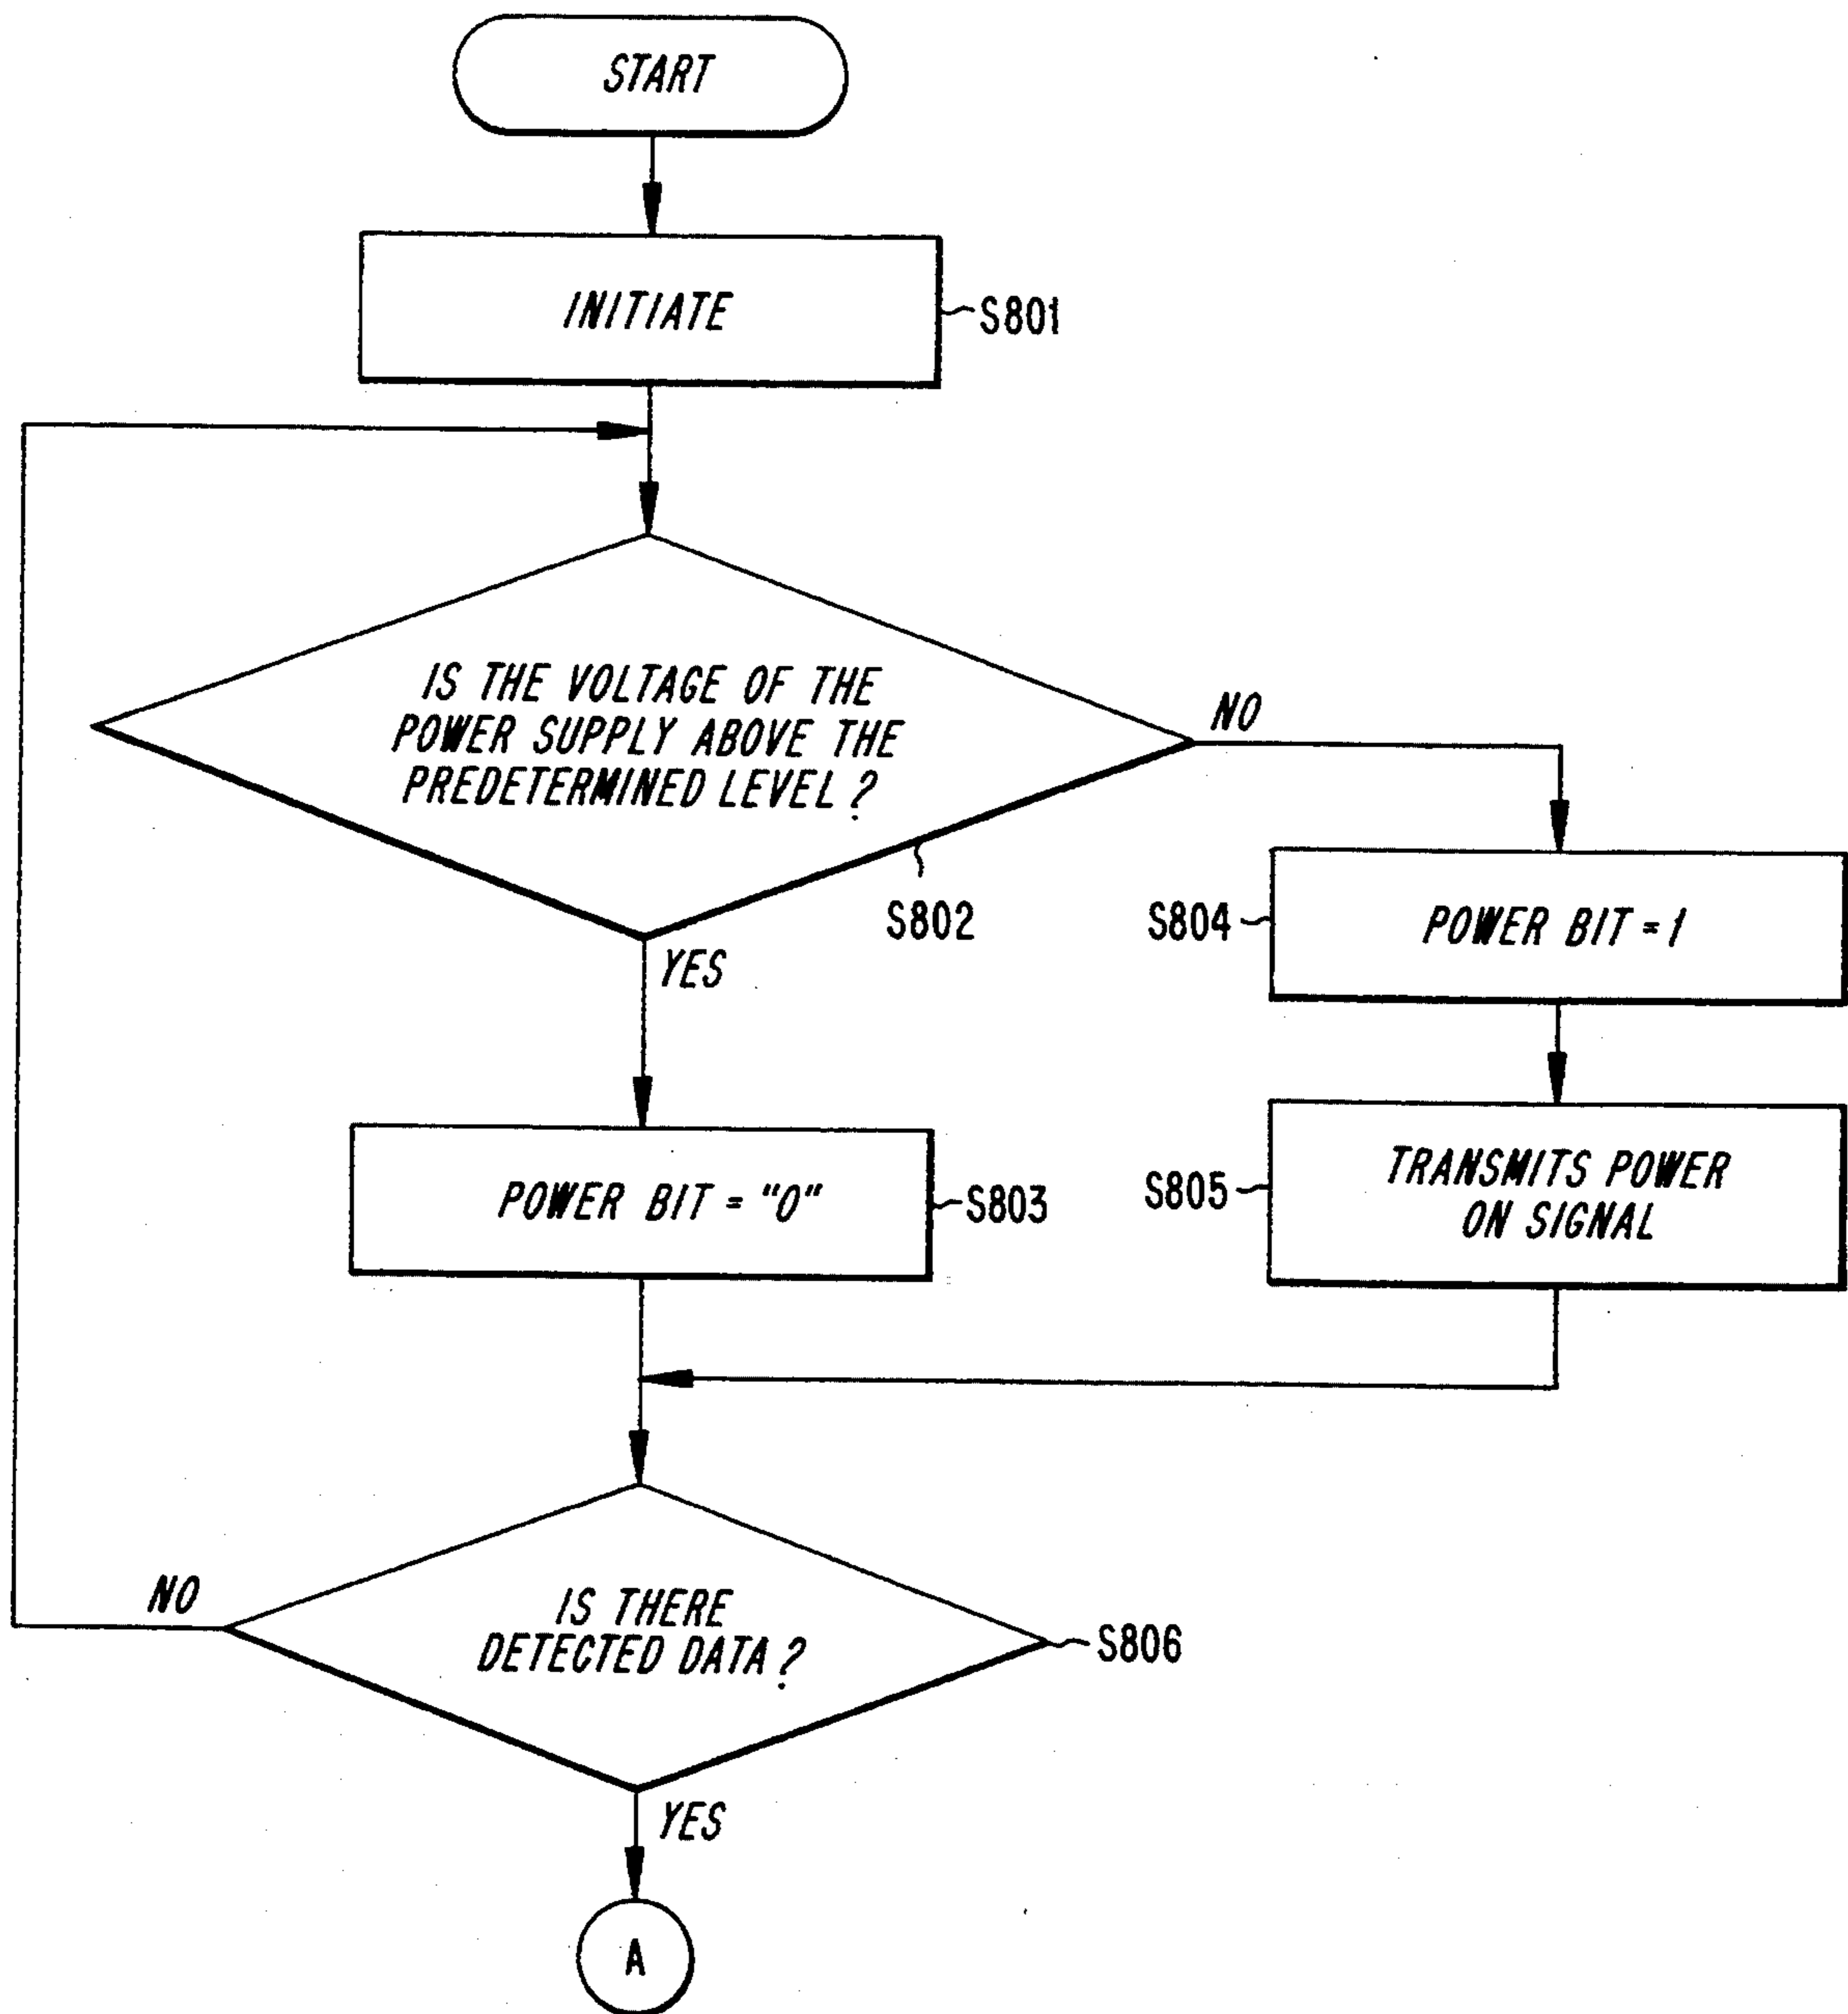 START
INITIATE
S801
IS THE VOLTAGE OF THE
POWER SUPPLY ABOVE THE
PREDETERMINED LEVEL?
NO
S802
YES
S804
POWER BIT = 1
POWER BIT = "0"
S803
S805
TRANSMITS POWER
ON SIGNAL
NO
IS THERE
DETECTED DATA?
S806
YES
A